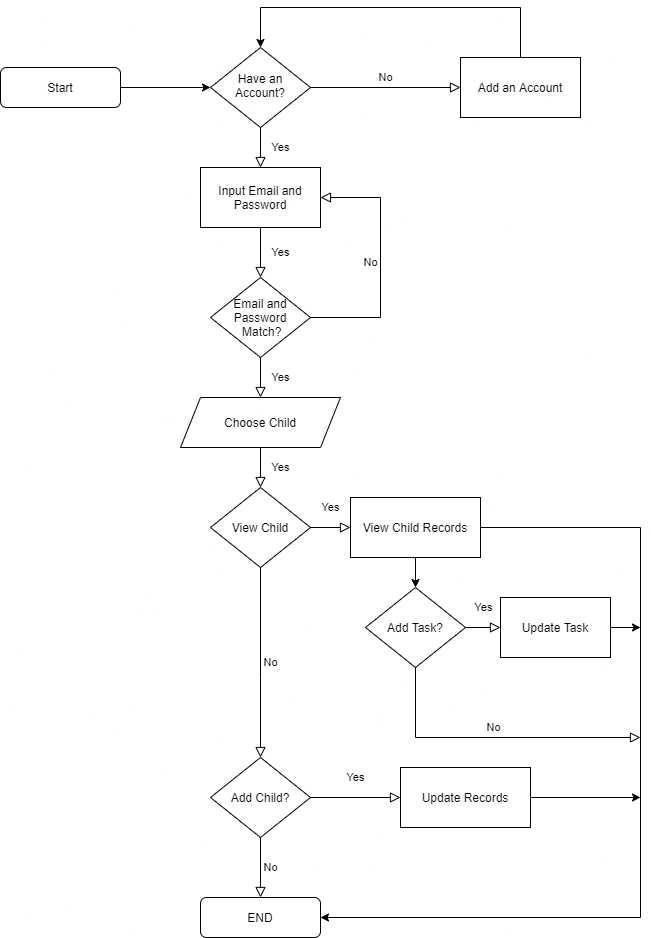 Start
Have an
Account?
No
Add an Account
Yes
Input Email and
Password
Yes
No
Email and
Password
Match?
Yes
Choose Child
Yes
View Child
Yes
View Child Records
Add Task?
Yes
Update Task
No
No
Add Child?
Yes
Update Records
No
END